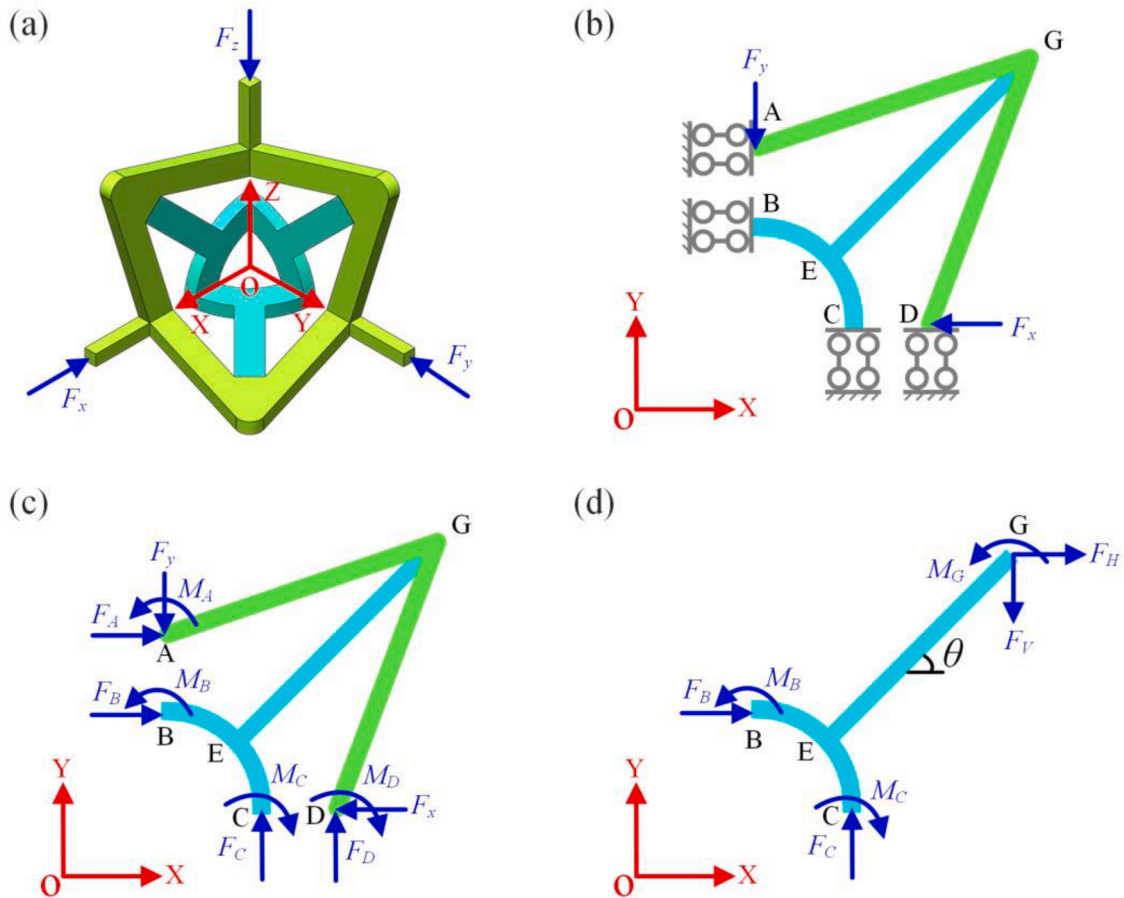 (a)
F_z
Z
O
X
Y
F_x
F_y
(b)
G
F_y
A
B
E
C
D
F_x
Y
O
X
(c)
G
F_y
M_A
F_A
A
F_B
M_B
B
E
M_C
M_D
C
D
F_x
F_C
F_D
Y
O
X
(d)
G
M_G
F_H
F_V
θ
M_B
F_B
B
E
M_C
C
F_C
Y
O
X